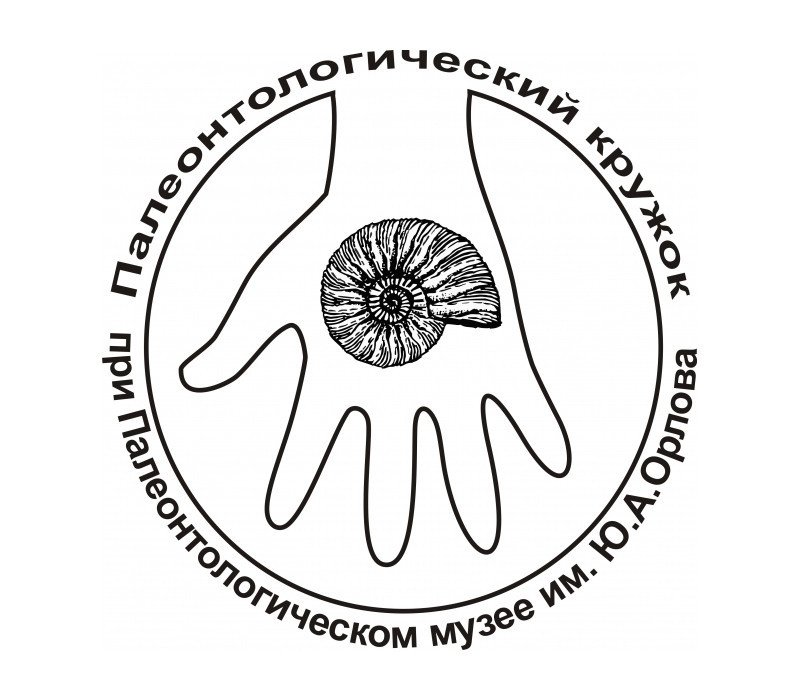 Палеонтологический кружок
при Палеонтологическом музее им. Ю.А.Орлова